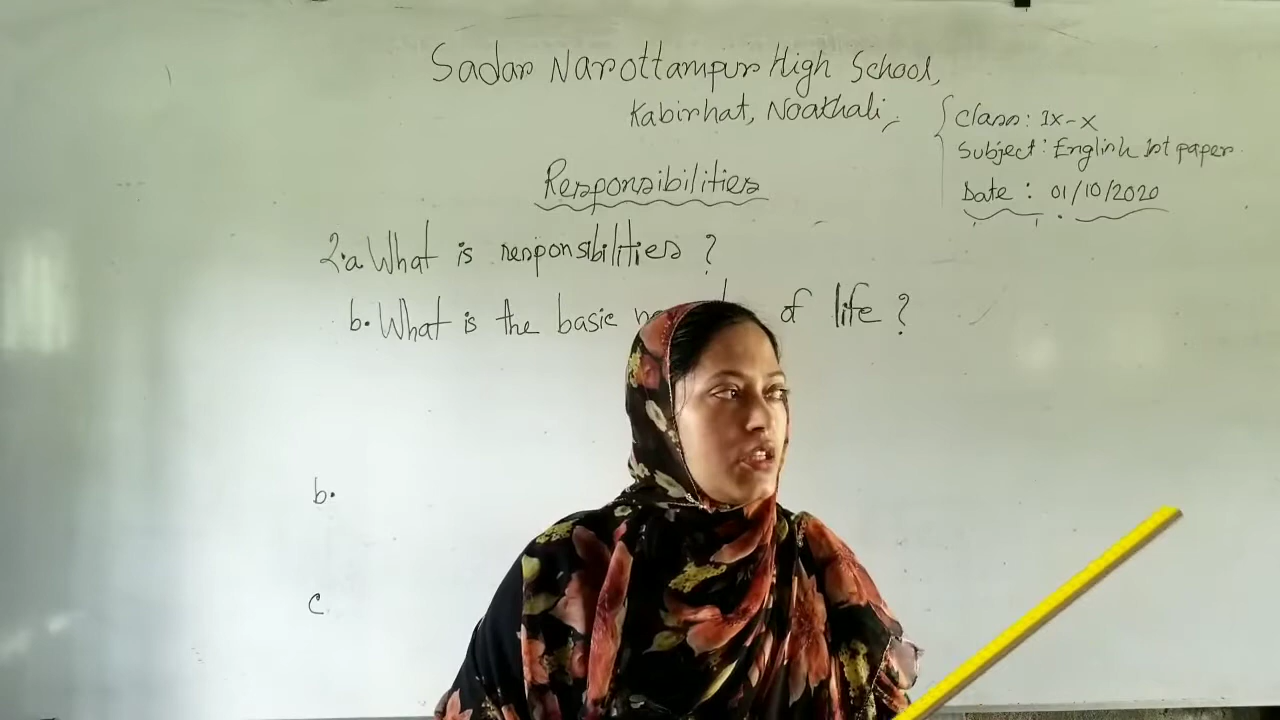 Sadar Narottampur High School,
Kabirhat, Noakhali,
Class: IX-X
Subject: English 1st paper
Date: 01/10/2020
Responsibilities
2.a What is responsibilities?
b. What is the basic of life?
b.
c